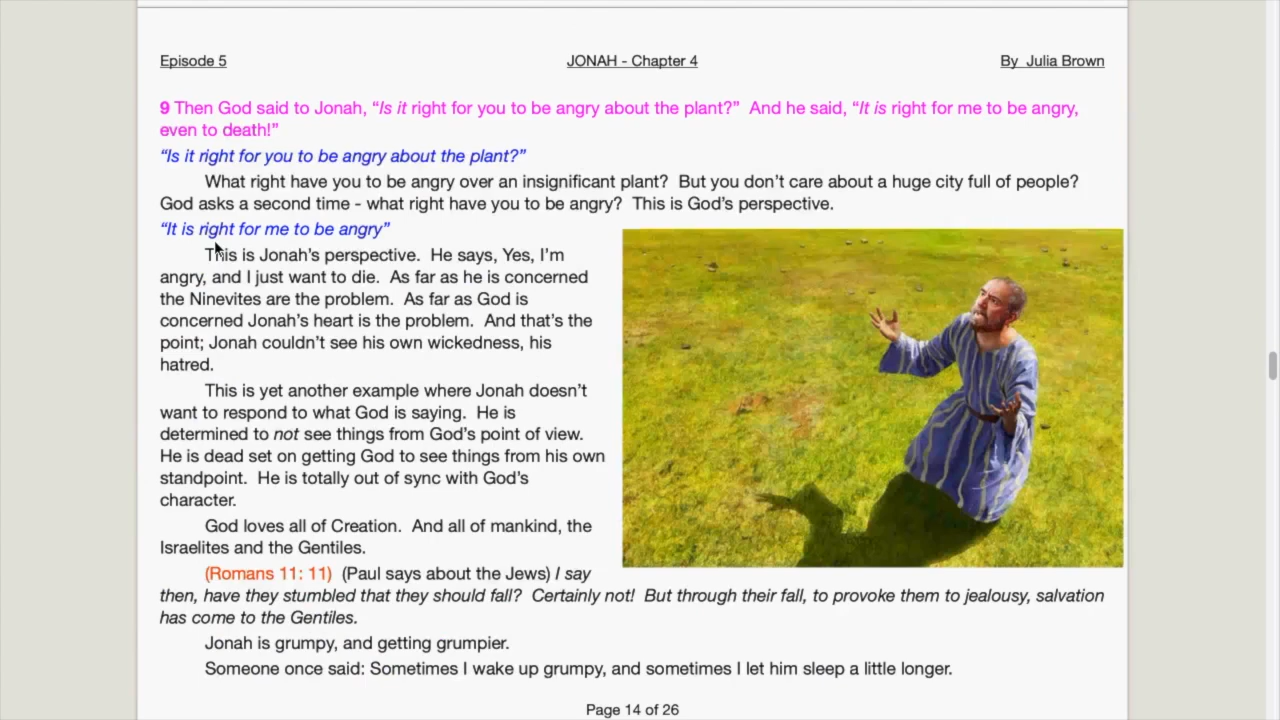 Episode 5 JONAH - Chapter 4 By Julia Brown
9 Then God said to Jonah, “Is it right for you to be angry about the plant?” And he said, “It is right for me to be angry,
even to death!”
“Is it right for you to be angry about the plant?”
What right have you to be angry over an insignificant plant? But you don’t care about a huge city full of people?
God asks a second time - what right have you to be angry? This is God’s perspective.
“It is right for me to be angry”
This is Jonah’s perspective. He says, Yes, I’m
angry, and I just want to die. As far as he is concerned
the Ninevites are the problem. As far as God is
concerned Jonah’s heart is the problem. And that’s the
point; Jonah couldn’t see his own wickedness, his
hatred.
This is yet another example where Jonah doesn’t
want to respond to what God is saying. He is
determined to not see things from God’s point of view.
He is dead set on getting God to see things from his own
standpoint. He is totally out of sync with God’s
character.
God loves all of Creation. And all of mankind, the
Israelites and the Gentiles.
(Romans 11: 11) (Paul says about the Jews) I say
then, have they stumbled that they should fall? Certainly not! But through their fall, to provoke them to jealousy, salvation
has come to the Gentiles.
Jonah is grumpy, and getting grumpier.
Someone once said: Sometimes I wake up grumpy, and sometimes I let him sleep a little longer.
Page 14 of 26